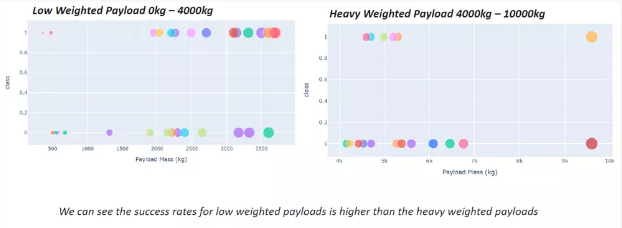 Low Weighted Payload 0kg – 4000kg
1
0.8
0.6
0.4
0.2
0
class
500
1000
1500
2000
2500
3000
3500
Payload Mass (kg)
Heavy Weighted Payload 4000kg – 10000kg
1
0.8
0.6
0.4
0.2
0
class
4k
5k
6k
7k
8k
9k
10k
Payload Mass (kg)
We can see the success rates for low weighted payloads is higher than the heavy weighted payloads